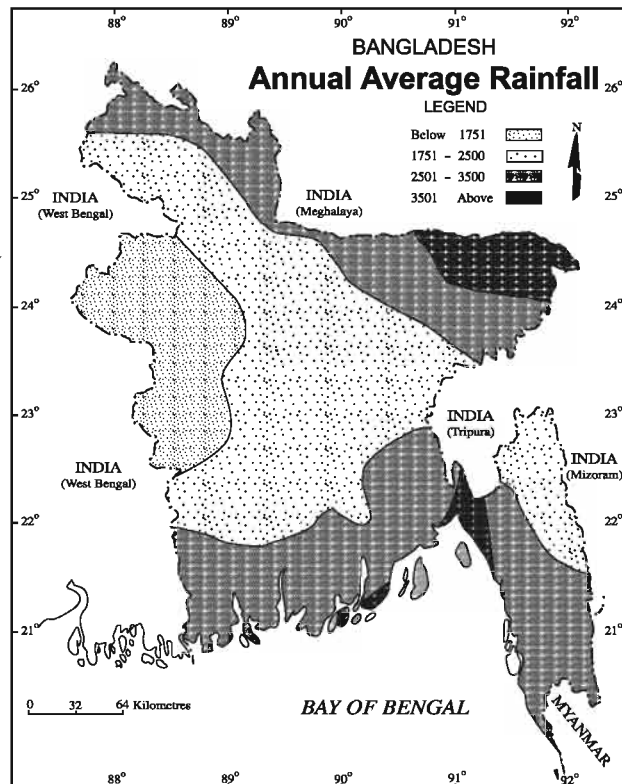 88° 89° 90° 91° 92°
BANGLADESH
Annual Average Rainfall
LEGEND
Below 1751
1751 - 2500
2501 - 3500
3501 Above
N
26° 26°
25° 25°
24° 24°
23° 23°
22° 22°
21° 21°
INDIA
(West Bengal)
INDIA
(Meghalaya)
INDIA
(Tripura)
INDIA
(Mizoram)
INDIA
(West Bengal)
0 32 64 Kilometres
BAY OF BENGAL
MYANMAR
88° 89° 90° 91° 92°